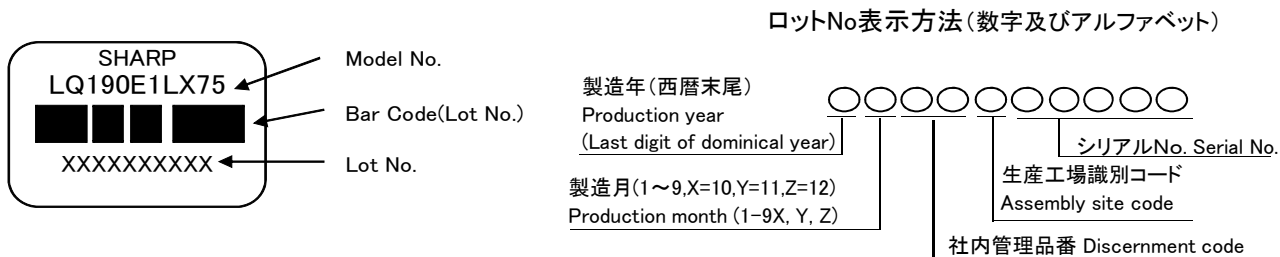 ロットNo表示方法(数字及びアルファベット)
SHARP
LQ190E1LX75
XXXXXXXXXX
Model No.
Bar Code(Lot No.)
Lot No.
製造年(西暦末尾)
Production year
(Last digit of dominical year)
製造月(1～9,X=10,Y=11,Z=12)
Production month (1-9X, Y, Z)
シリアルNo. Serial No.
生産工場識別コード
Assembly site code
社内管理品番 Discernment code